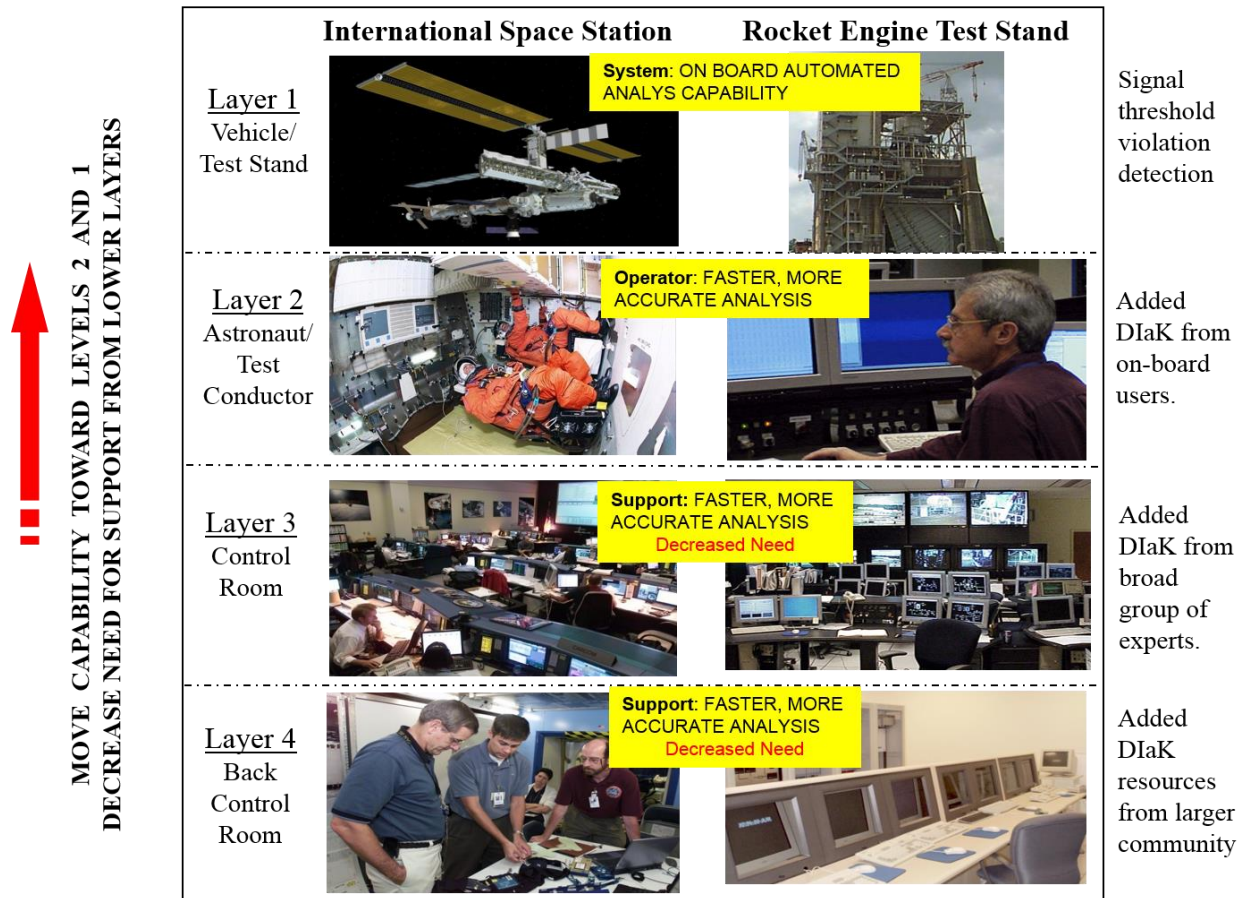 International Space Station
Rocket Engine Test Stand
MOVE CAPABILITY TOWARD LEVELS 2 AND 1
DECREASE NEED FOR SUPPORT FROM LOWER LAYERS
Layer 1
Vehicle/
Test Stand
System: ON BOARD AUTOMATED
ANALYS CAPABILITY
Signal
threshold
violation
detection
Layer 2
Astronaut/
Test
Conductor
Operator: FASTER, MORE
ACCURATE ANALYSIS
Added
DIaK from
on-board
users.
Layer 3
Control
Room
Support: FASTER, MORE
ACCURATE ANALYSIS
Decreased Need
Added
DIaK from
broad
group of
experts.
Layer 4
Back
Control
Room
Support: FASTER, MORE
ACCURATE ANALYSIS
Decreased Need
Added
DIaK
resources
from larger
community